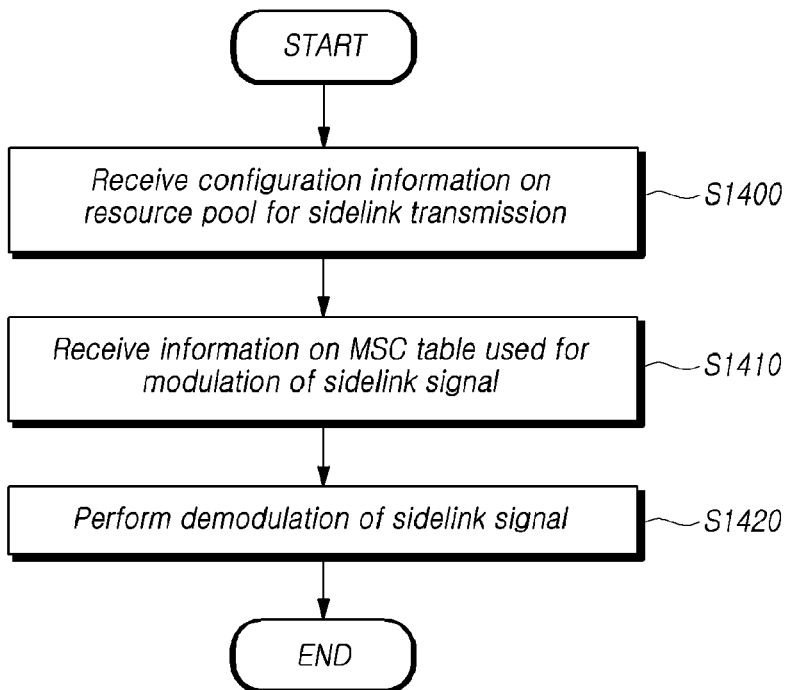 START
Receive configuration information on
resource pool for sidelink transmission
S1400
Receive information on MSC table used for
modulation of sidelink signal
S1410
Perform demodulation of sidelink signal
S1420
END